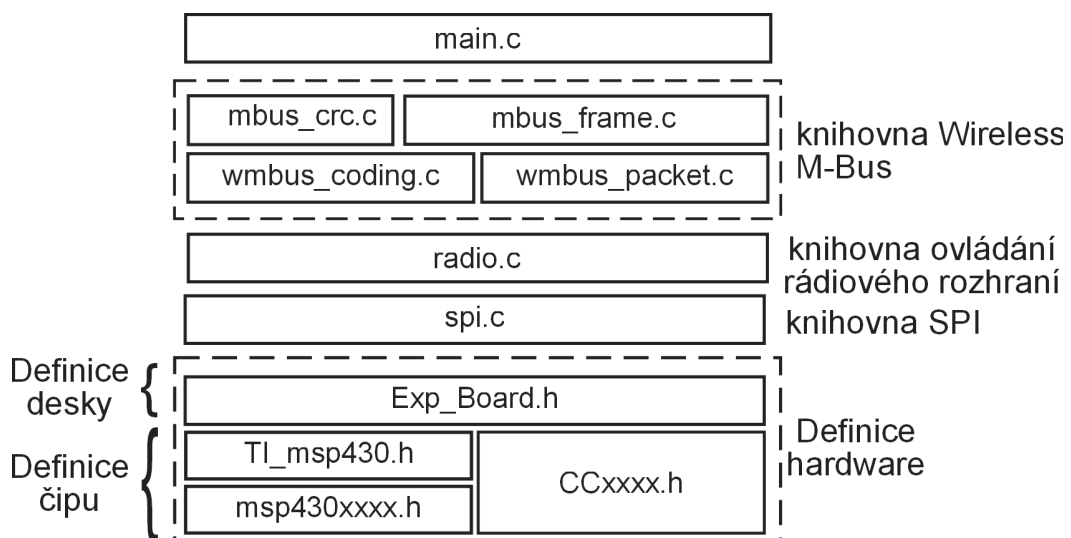 main.c
mbus_crc.c
mbus_frame.c
wmbus_coding.c
wmbus_packet.c
knihovna Wireless
M-Bus
radio.c
knihovna ovládání
rádiového rozhraní
spi.c
knihovna SPI
Definice
desky
Exp_Board.h
Definice
čipu
TI_msp430.h
msp430xxxx.h
CCxxxx.h
Definice
hardware